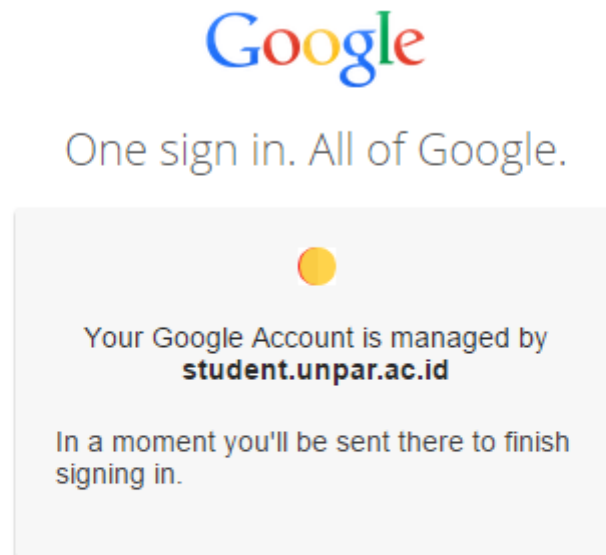 Google
One sign in. All of Google.
Your Google Account is managed by
student.unpar.ac.id
In a moment you'll be sent there to finish
signing in.